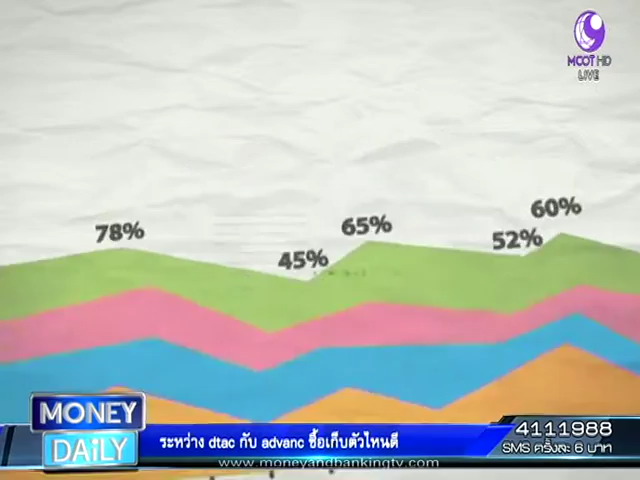 MCOT HD
LIVE
60%
65%
78%
52%
45%
MONEY
DAiLY
ระหว่าง dtac กับ advanc ซื้อเก็บตัวไหนดี
4111988
SMS ครั้งละ 6 บาท
www.moneyandbankingtv.com